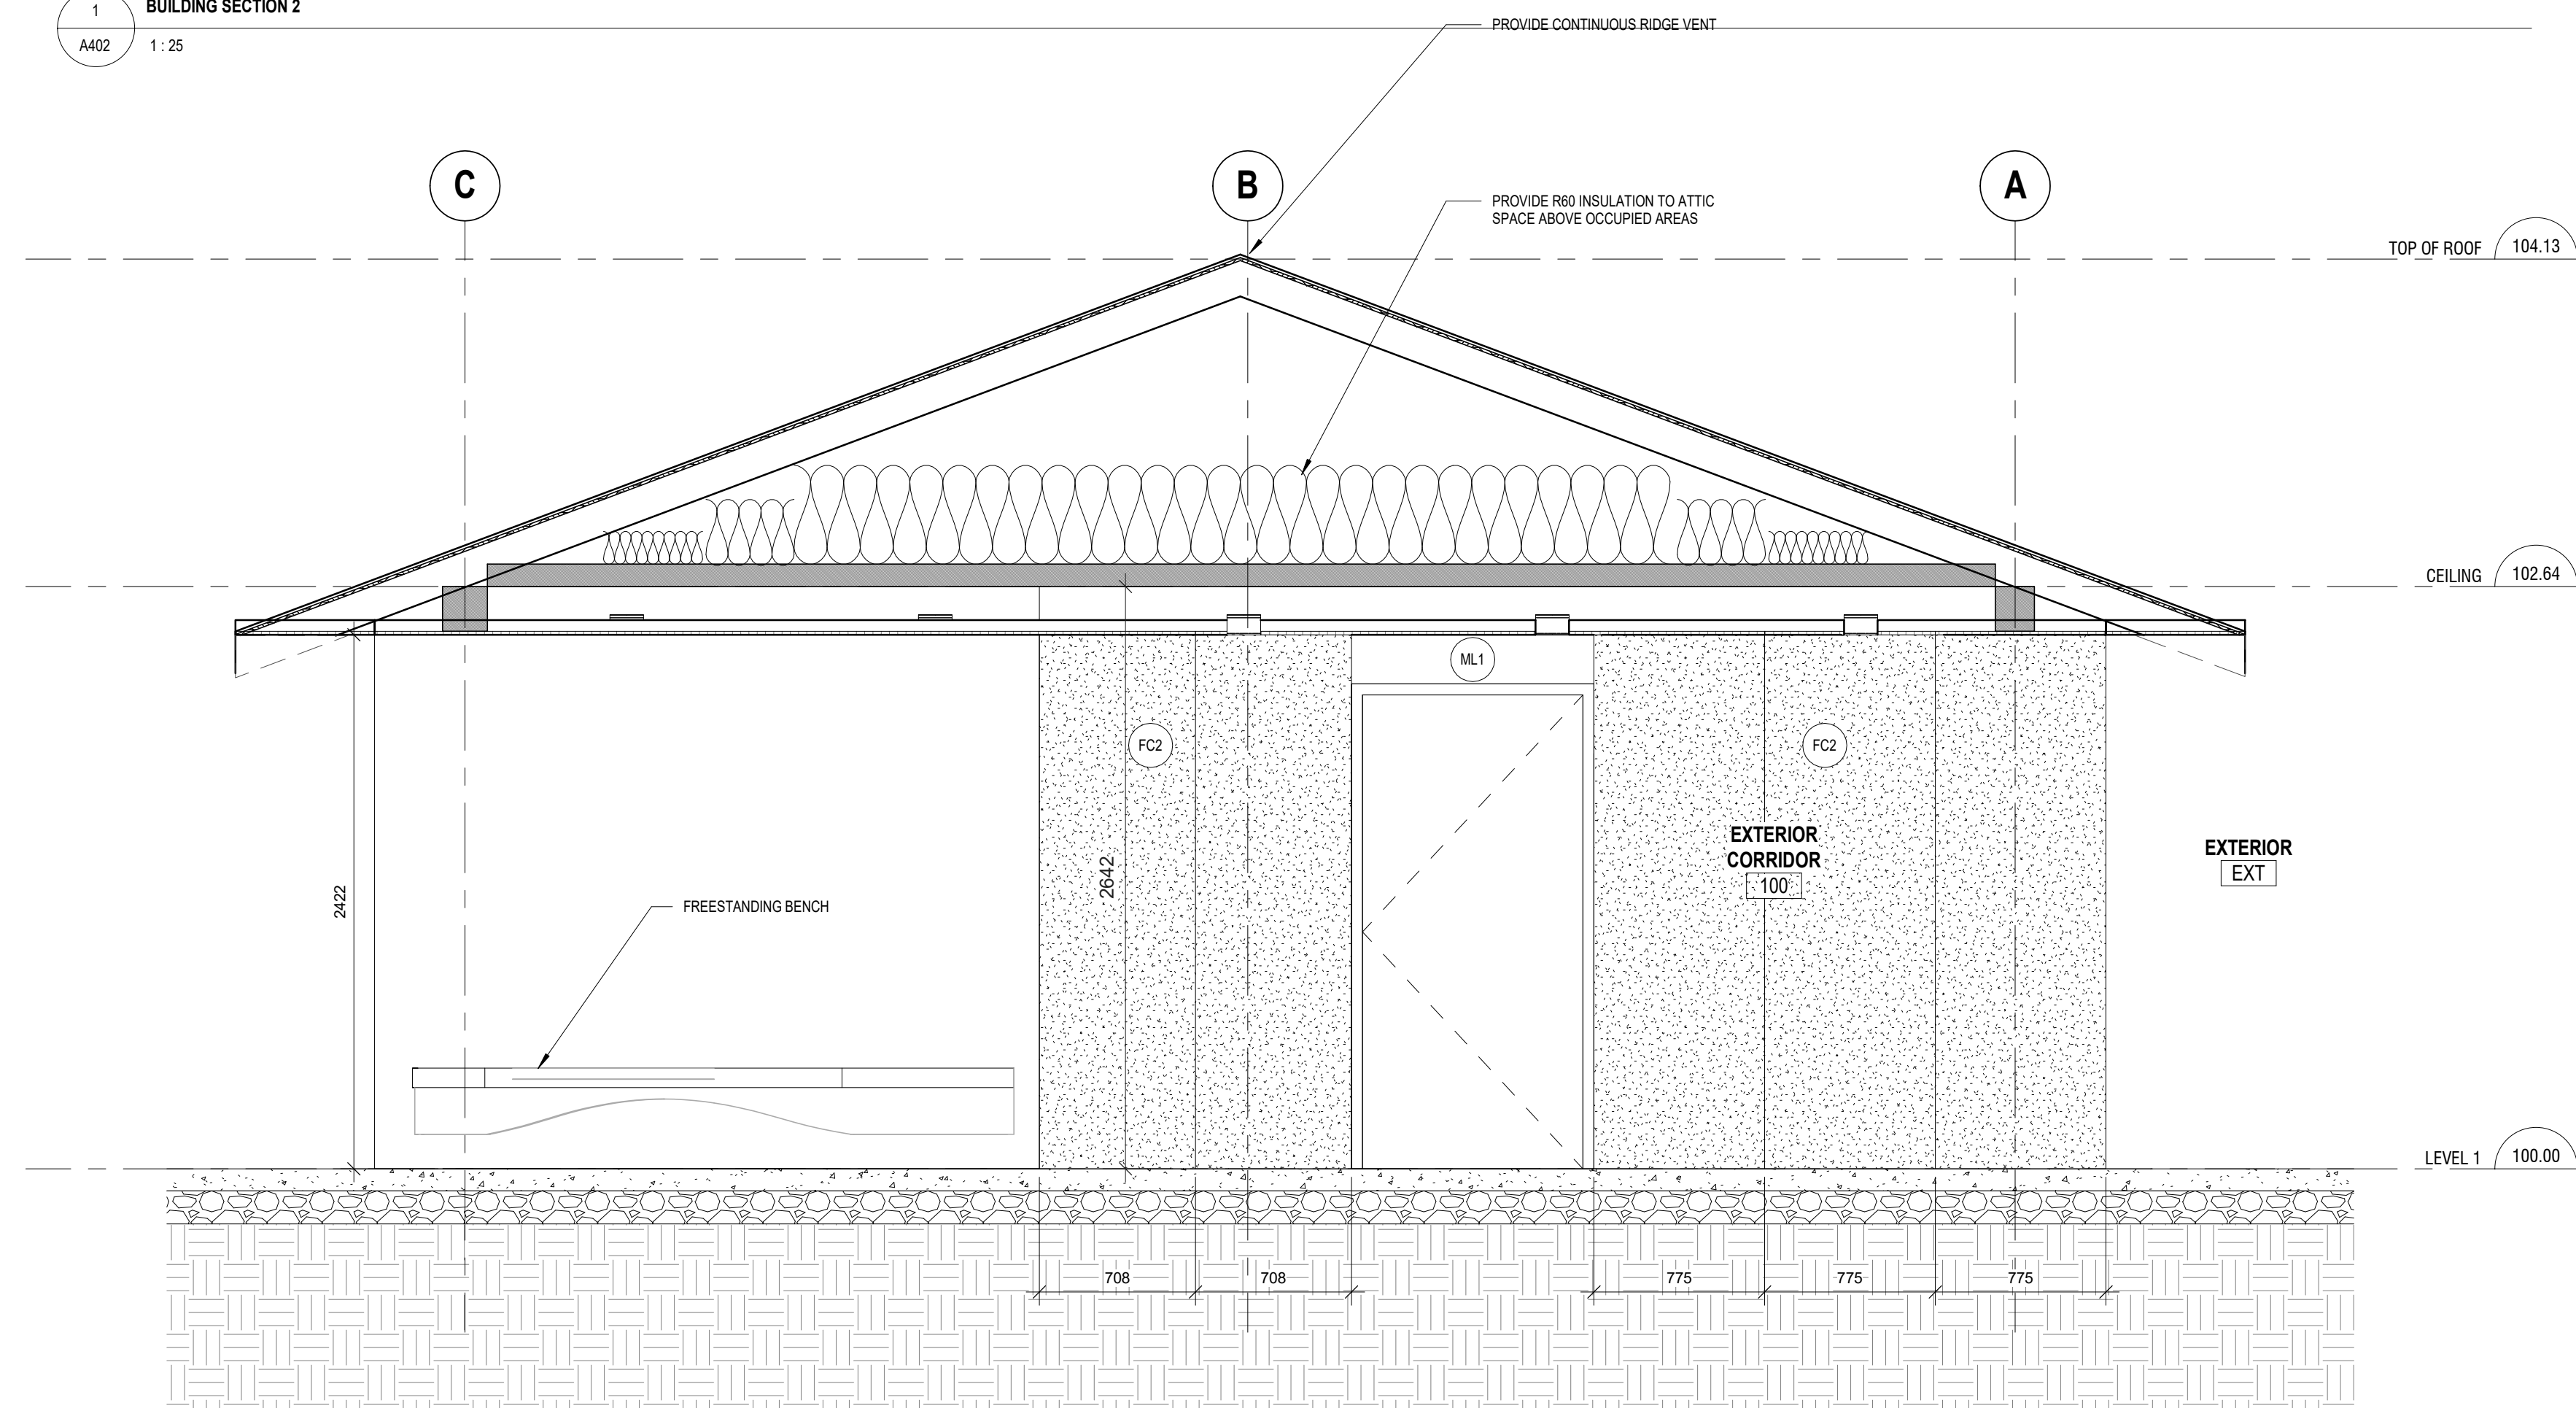 1
BUILDING SECTION 2
A402
1 : 25
PROVIDE CONTINUOUS RIDGE VENT
C
B
A
PROVIDE R60 INSULATION TO ATTIC
SPACE ABOVE OCCUPIED AREAS
TOP OF ROOF
104.13
CEILING
102.64
ML1
FC2
FC2
EXTERIOR
CORRIDOR
100
EXTERIOR
EXT
2422
2642
FREESTANDING BENCH
LEVEL 1
100.00
708
708
775
775
775